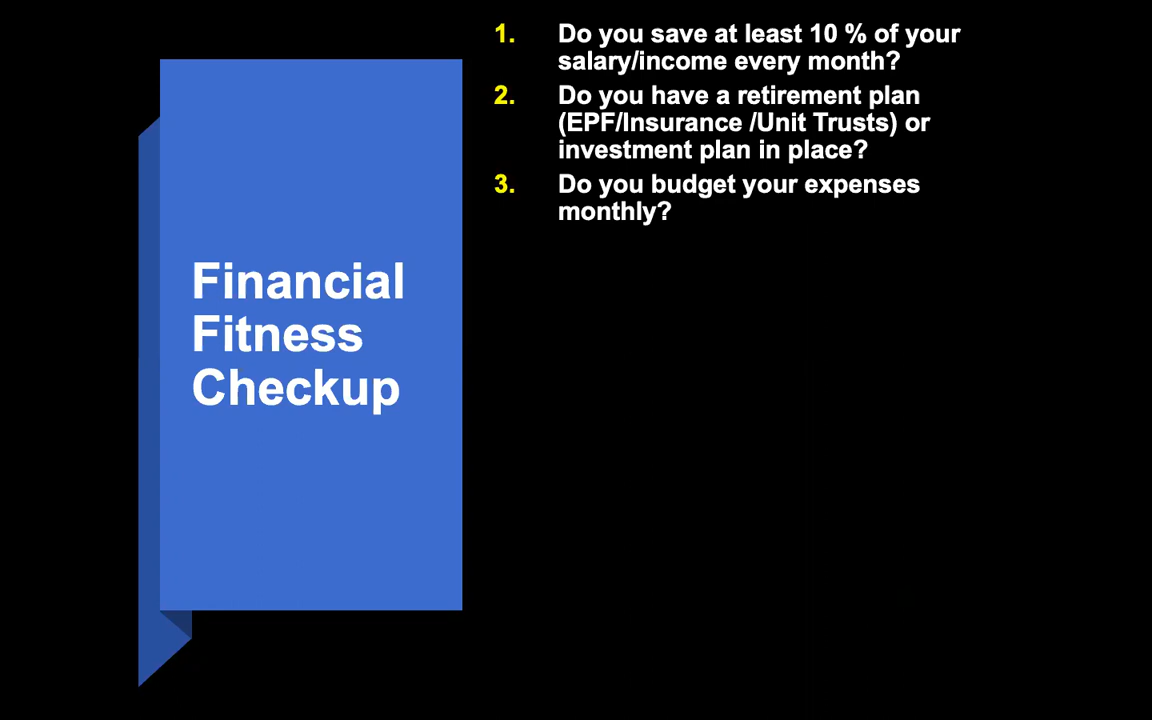 Financial
Fitness
Checkup
1. Do you save at least 10 % of your
salary/income every month?
2. Do you have a retirement plan
(EPF/Insurance /Unit Trusts) or
investment plan in place?
3. Do you budget your expenses
monthly?